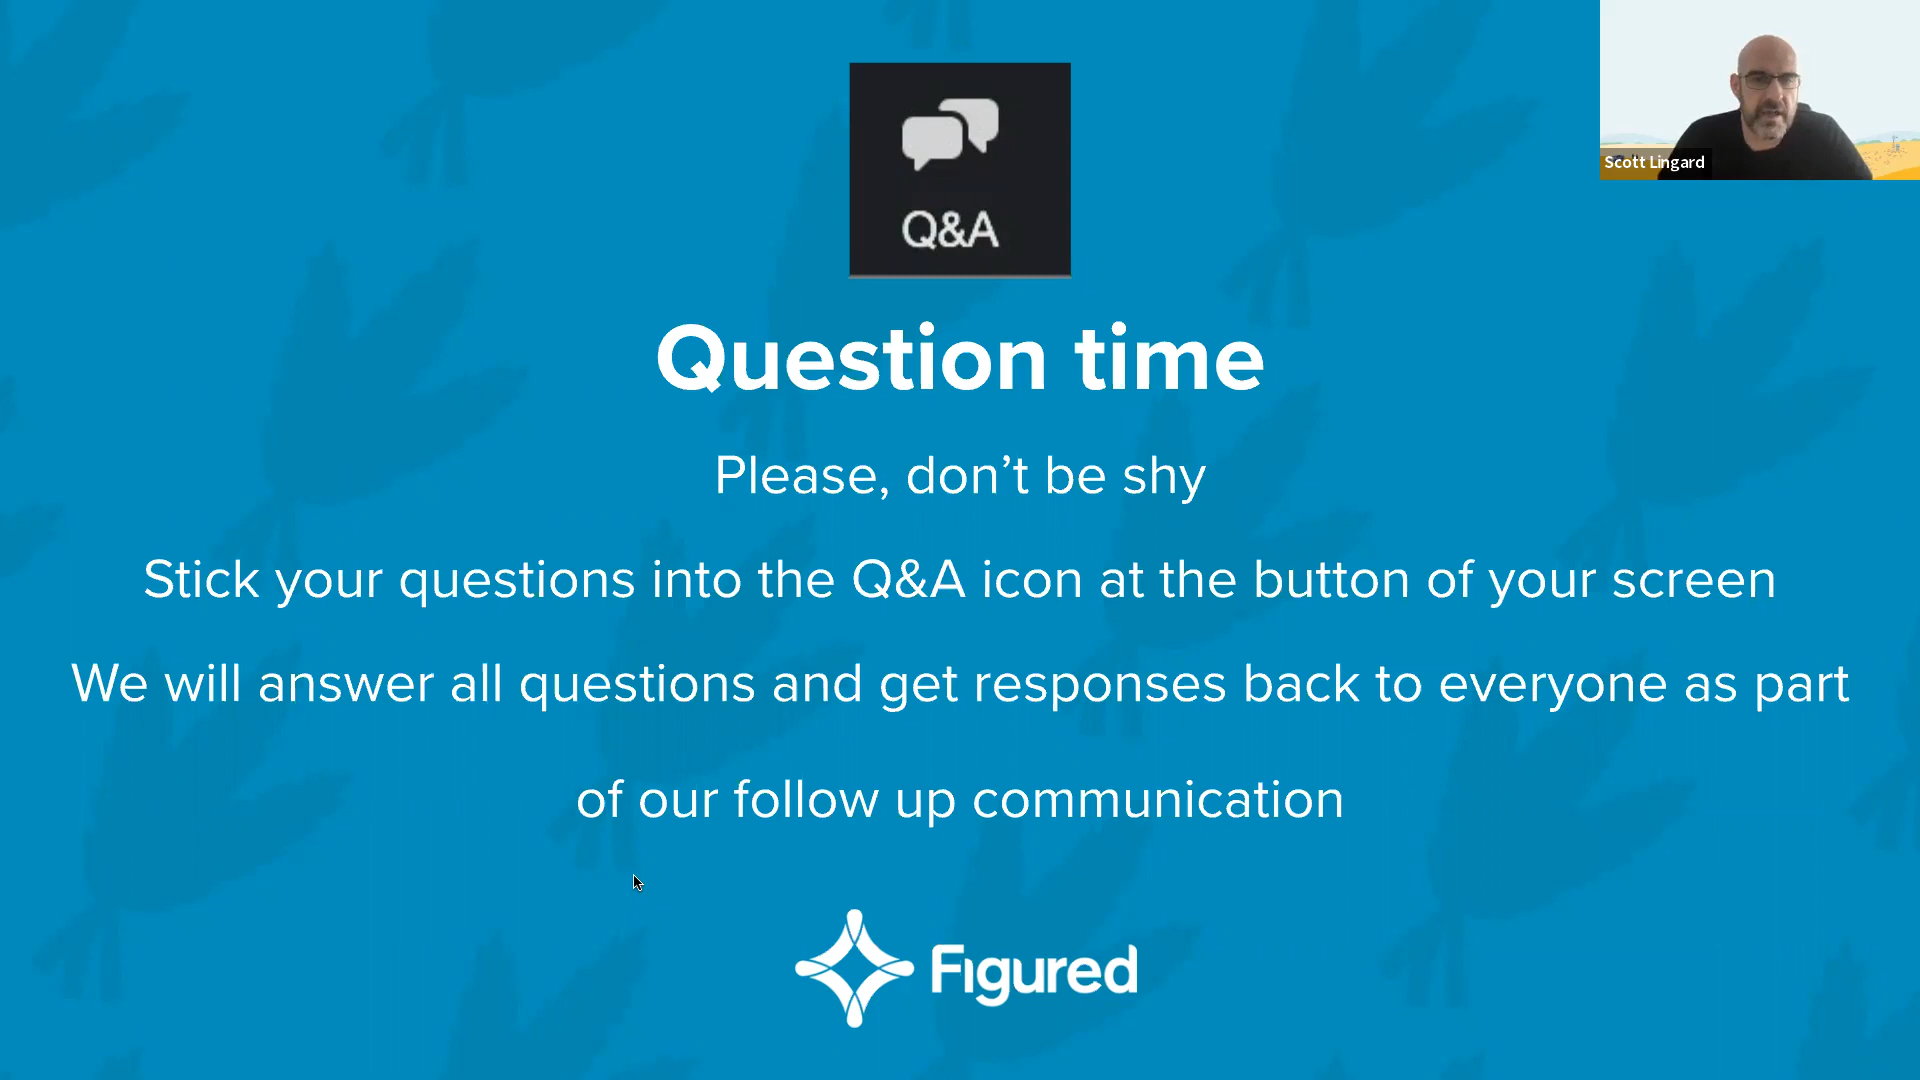 Scott Lingard
Q&A
Question time
Please, don’t be shy
Stick your questions into the Q&A icon at the button of your screen
We will answer all questions and get responses back to everyone as part
of our follow up communication
Figured